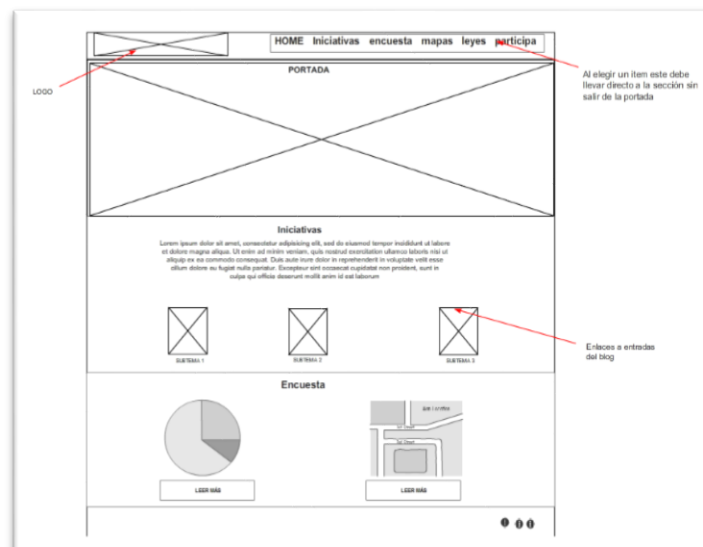 HOME Iniciativas encuesta mapas leyes participa
PORTADA
LOGO
Al elegir un item este debe
llevar directo a la sección sin
salir de la portada
Iniciativas
Lorem ipsum dolor sit amet, consectetur adipisicing elit, sed do eiusmod tempor incididunt ut labore
et dolore magna aliqua. Ut enim ad minim veniam, quis nostrud exercitation ullamco laboris nisi ut
aliquip ex ea commodo consequat. Duis aute irure dolor in reprehenderit in voluptate velit esse
cillum dolore eu fugiat nulla pariatur. Excepteur sint occaecat cupidatat non proident, sunt in
culpa qui officia deserunt mollit anim id est laborum
SUBTEMA 1 SUBTEMA 2 SUBTEMA 3
Enlaces a entradas
del blog
Encuesta
LEER MÁS LEER MÁS